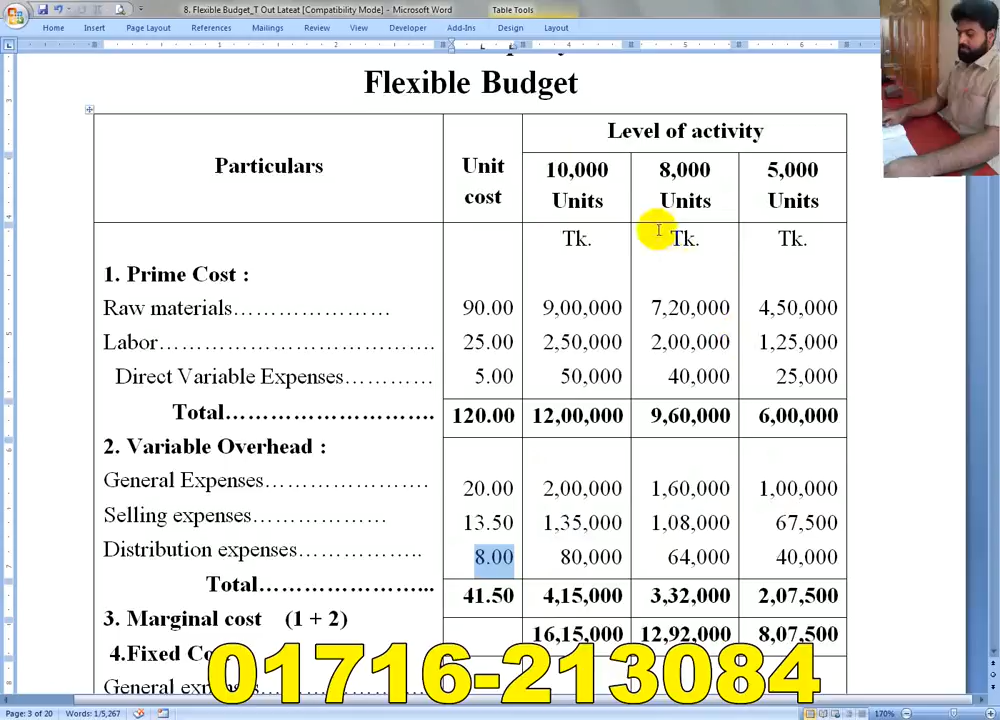 8. Flexible Budget_T Out Lateat [Compatibility Mode] - Microsoft Word
Table Tools
Home Insert Page Layout References Mailings Review View Developer Add-Ins Design Layout
Flexible Budget
Level of activity
Particulars Unit cost 10,000 Units 8,000 Units 5,000 Units
Tk. Tk. Tk.
1. Prime Cost :
Raw materials………………… 90.00 9,00,000 7,20,000 4,50,000
Labor………………………………. 25.00 2,50,000 2,00,000 1,25,000
Direct Variable Expenses………… 5.00 50,000 40,000 25,000
Total………………………. 120.00 12,00,000 9,60,000 6,00,000
2. Variable Overhead :
General Expenses…………………. 20.00 2,00,000 1,60,000 1,00,000
Selling expenses……………… 13.50 1,35,000 1,08,000 67,500
Distribution expenses…………….. 8.00 80,000 64,000 40,000
Total…………………... 41.50 4,15,000 3,32,000 2,07,500
3. Marginal cost (1 + 2) 16,15,000 12,92,000 8,07,500
4.Fixed
General
01716-213084
Page: 3 of 20 Words: 1/5,267 170%